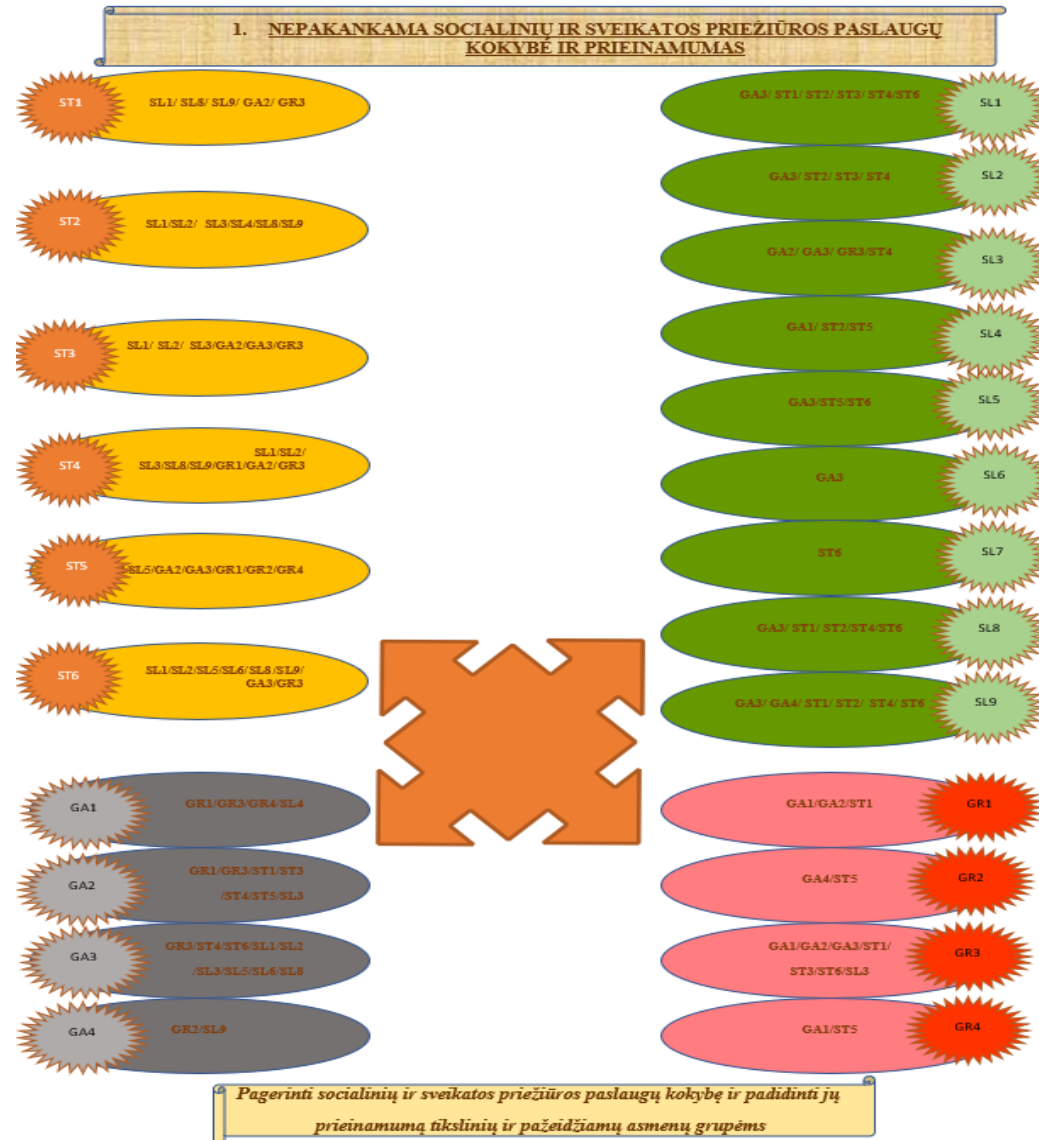 1. NEPAKANKAMA SOCIALINIŲ IR SVEIKATOS PRIEŽIŪROS PASLAUGŲ
KOKYBĖ IR PRIEINAMUMAS
ST1
SL1/ SL8/ SL9/ GA2/ GR3
ST2
SL1/SL2/ SL3/SL4/SL8/SL9
ST3
SL1/ SL2/ SL3/GA2/GA3/GR3
ST4
SL1/SL2/
SL3/SL8/SL9/GR1/GA2/GR3
ST5
SL5/GA2/GA3/GR1/GR2/GR4
ST6
SL1/SL2/SL5/SL6/SL8/SL9/
GA3/GR3
GA3/ ST1/ ST2/ ST3/ ST4/ST6
SL1
GA3/ ST2/ ST3/ ST4
SL2
GA2/ GA3/ GR3/ST4
SL3
GA1/ ST2/ST5
SL4
GA3/ST5/ST6
SL5
GA3
SL6
ST6
SL7
GA3/ ST1/ ST2/ST4/ST6
SL8
GA3/ GA4/ ST1/ ST2/ ST4/ ST6
SL9
GA1
GR1/GR3/GR4/SL4
GA2
GR1/GR3/ST1/ST3
/ST4/ST5/SL3
GA3
GR3/ST4/ST6/SL1/SL2
/SL3/SL5/SL6/SL8
GA4
GR2/SL9
GA1/GA2/ST1
GR1
GA4/ST5
GR2
GA1/GA2/GA3/ST1/
ST3/ST6/SL3
GR3
GA1/ST5
GR4
Pagerinti socialinių ir sveikatos priežiūros paslaugų kokybę ir padidinti jų
prieinamumą tikslinių ir pažeidžiamų asmenų grupėms